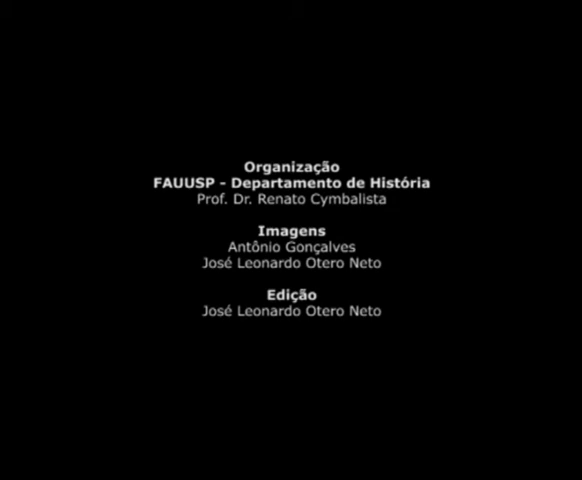 Organização
FAUUSP - Departamento de História
Prof. Dr. Renato Cymbalista
Imagens
Antônio Gonçalves
José Leonardo Otero Neto
Edição
José Leonardo Otero Neto